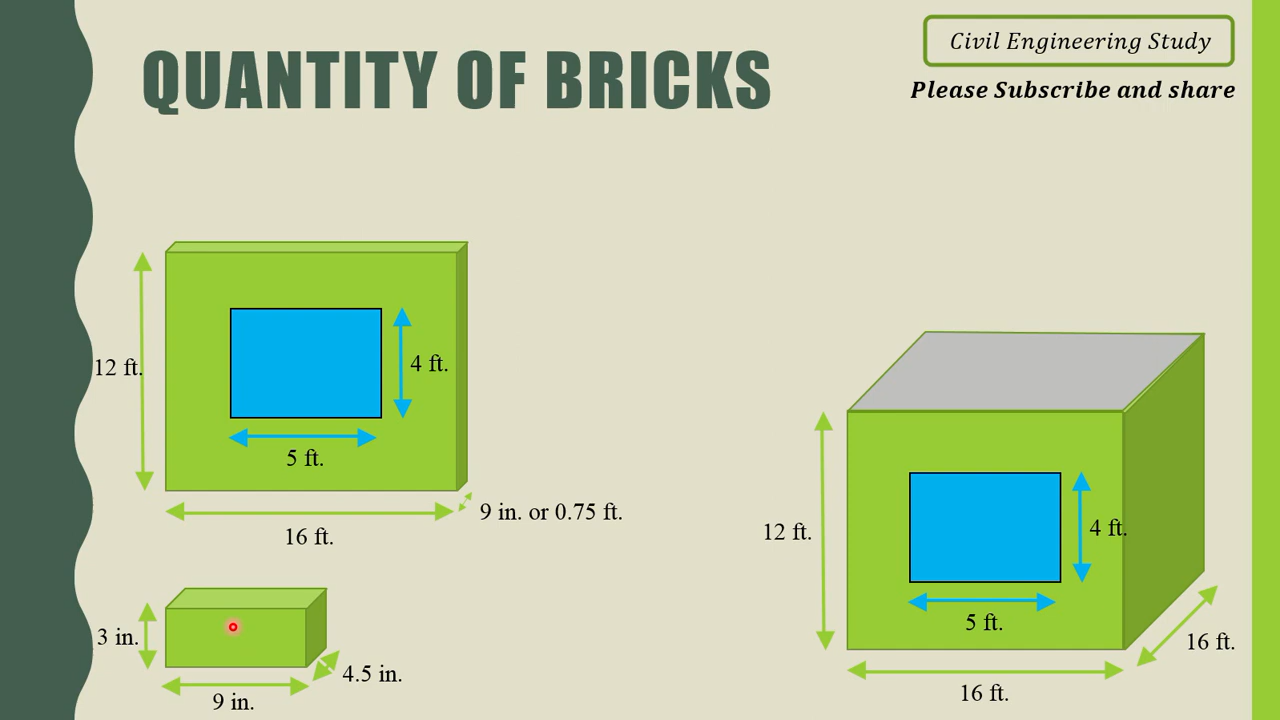 Civil Engineering Study
QUANTITY OF BRICKS
Please Subscribe and share
12 ft.
4 ft.
5 ft.
9 in. or 0.75 ft.
16 ft.
3 in.
4.5 in.
9 in.
12 ft.
4 ft.
5 ft.
16 ft.
16 ft.